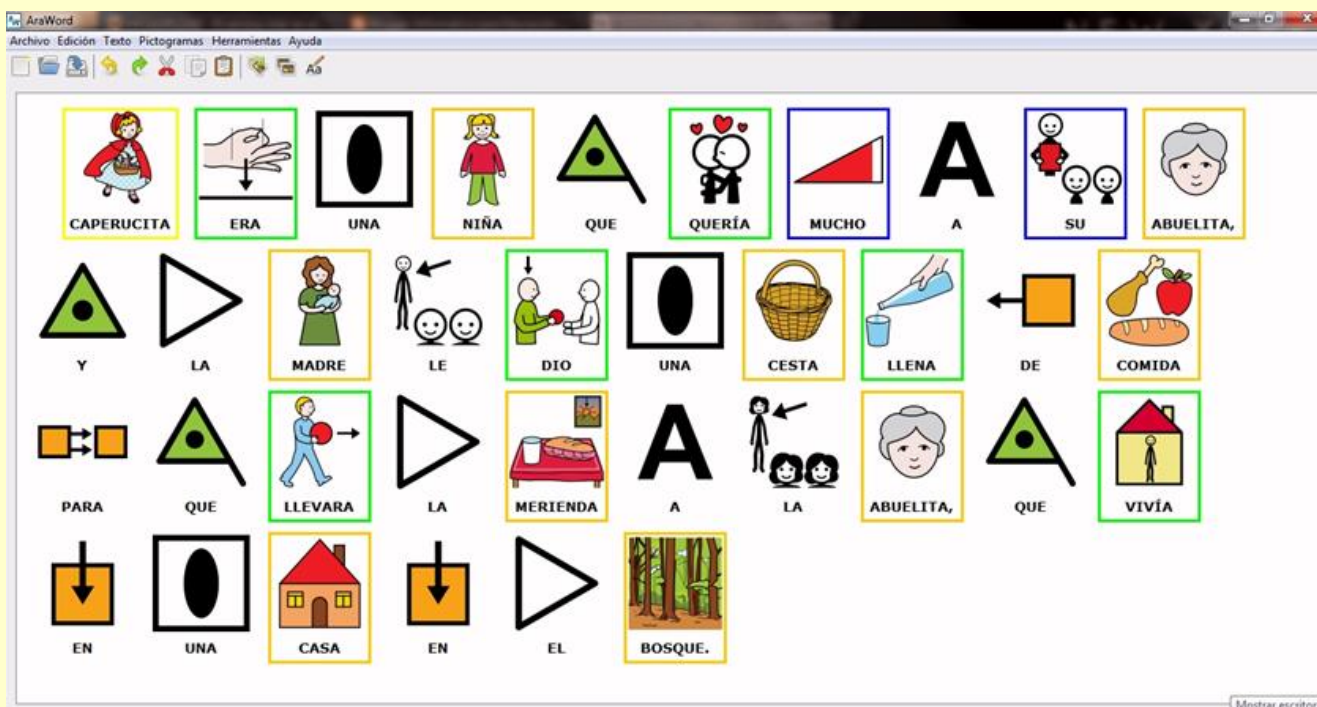 AraWord
Archivo Edición Texto Pictogramas Herramientas Ayuda
CAPERUCITA ERA UNA NIÑA QUE QUERÍA MUCHO A SU ABUELITA,
Y LA MADRE LE DIO UNA CESTA LLENA DE COMIDA
PARA QUE LLEVARA LA MERIENDA A LA ABUELITA, QUE VIVÍA
EN UNA CASA EN EL BOSQUE.